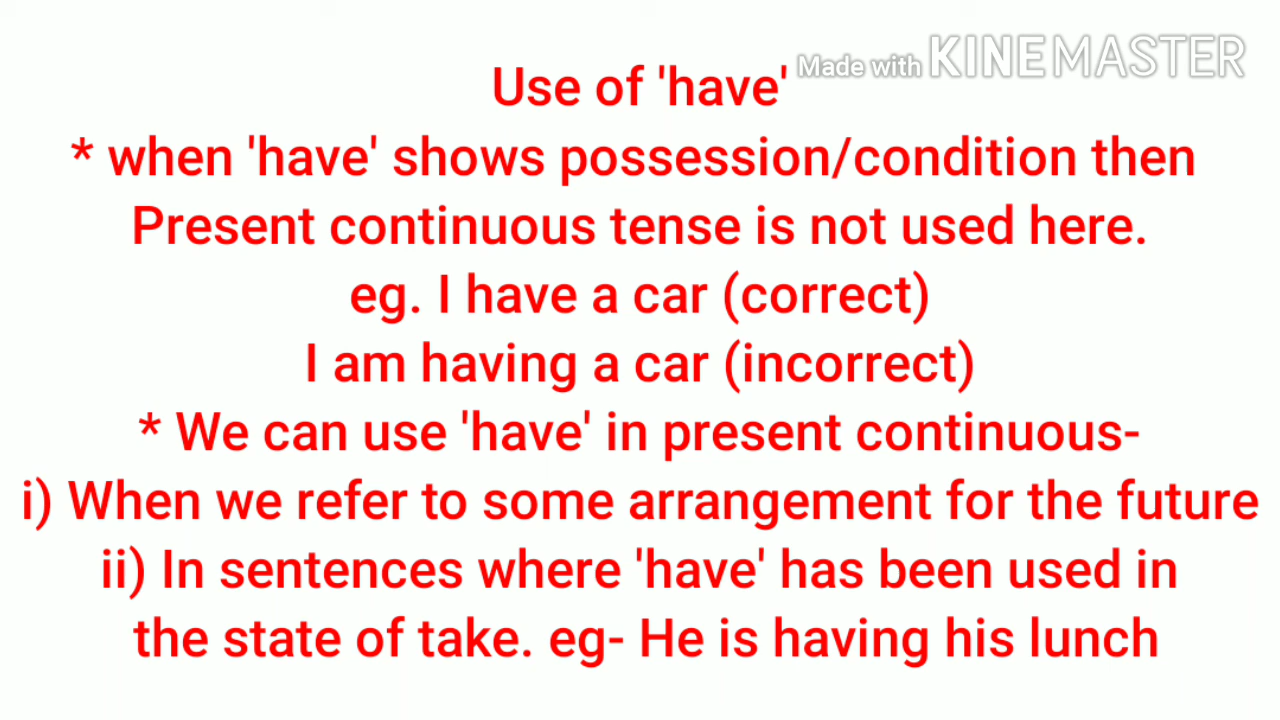 Made with KINEMASTER
Use of 'have'
* when 'have' shows possession/condition then
Present continuous tense is not used here.
eg. I have a car (correct)
I am having a car (incorrect)
* We can use 'have' in present continuous-
i) When we refer to some arrangement for the future
ii) In sentences where 'have' has been used in
the state of take. eg- He is having his lunch